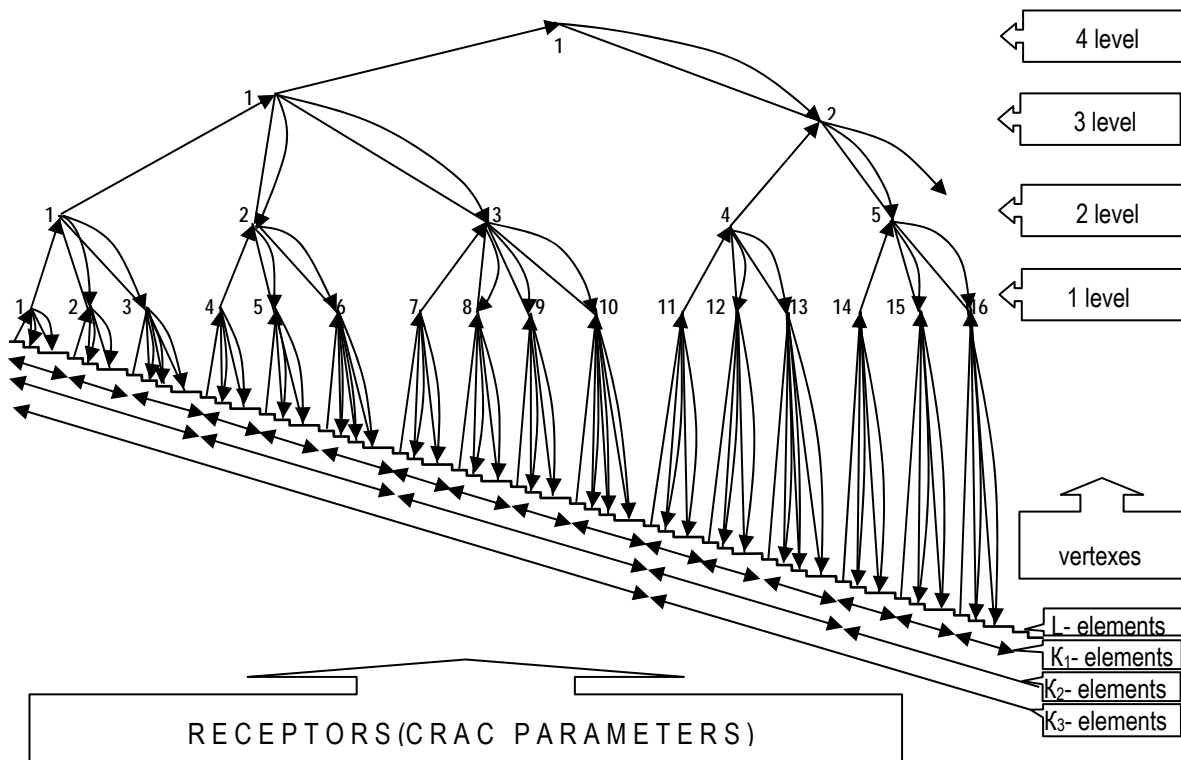 1
4 level
1
2
3 level
1
2
3
4
5
2 level
1
2
3
4
5
6
7
8
9
10
11
12
13
14
15
16
1 level
vertexes
L- elements
K1- elements
K2- elements
K3- elements
RECEPTORS(CRAC PARAMETERS)